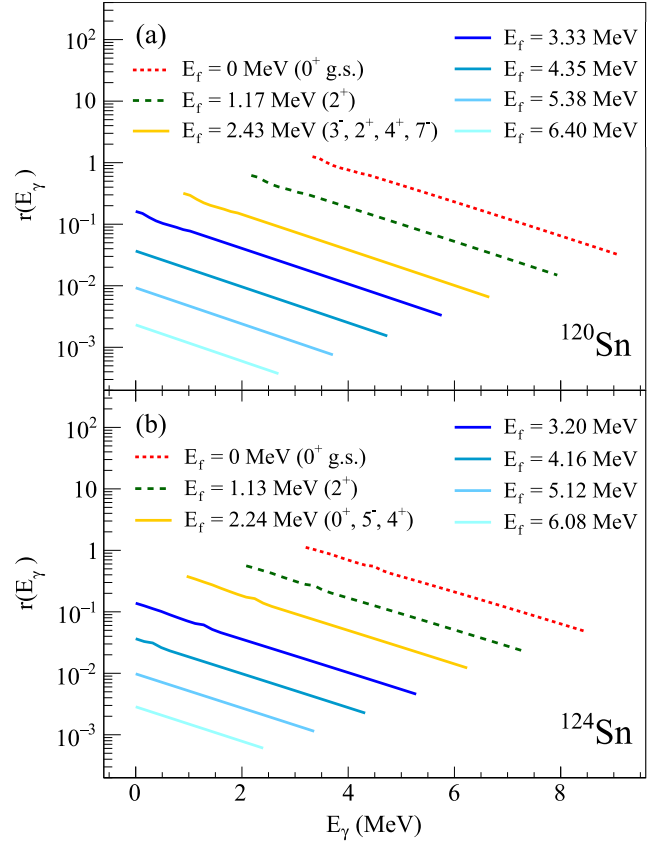 (a)
E_f = 0 MeV (0⁺ g.s.)
E_f = 1.17 MeV (2⁺)
E_f = 2.43 MeV (3⁻, 2⁺, 4⁺, 7⁻)
E_f = 3.33 MeV
E_f = 4.35 MeV
E_f = 5.38 MeV
E_f = 6.40 MeV
10²
10
1
10⁻¹
10⁻²
10⁻³
r(E_γ)
¹²⁰Sn
(b)
E_f = 0 MeV (0⁺ g.s.)
E_f = 1.13 MeV (2⁺)
E_f = 2.24 MeV (0⁺, 5⁻, 4⁺)
E_f = 3.20 MeV
E_f = 4.16 MeV
E_f = 5.12 MeV
E_f = 6.08 MeV
10²
10
1
10⁻¹
10⁻²
10⁻³
r(E_γ)
¹²⁴Sn
0 2 4 6 8
E_γ (MeV)